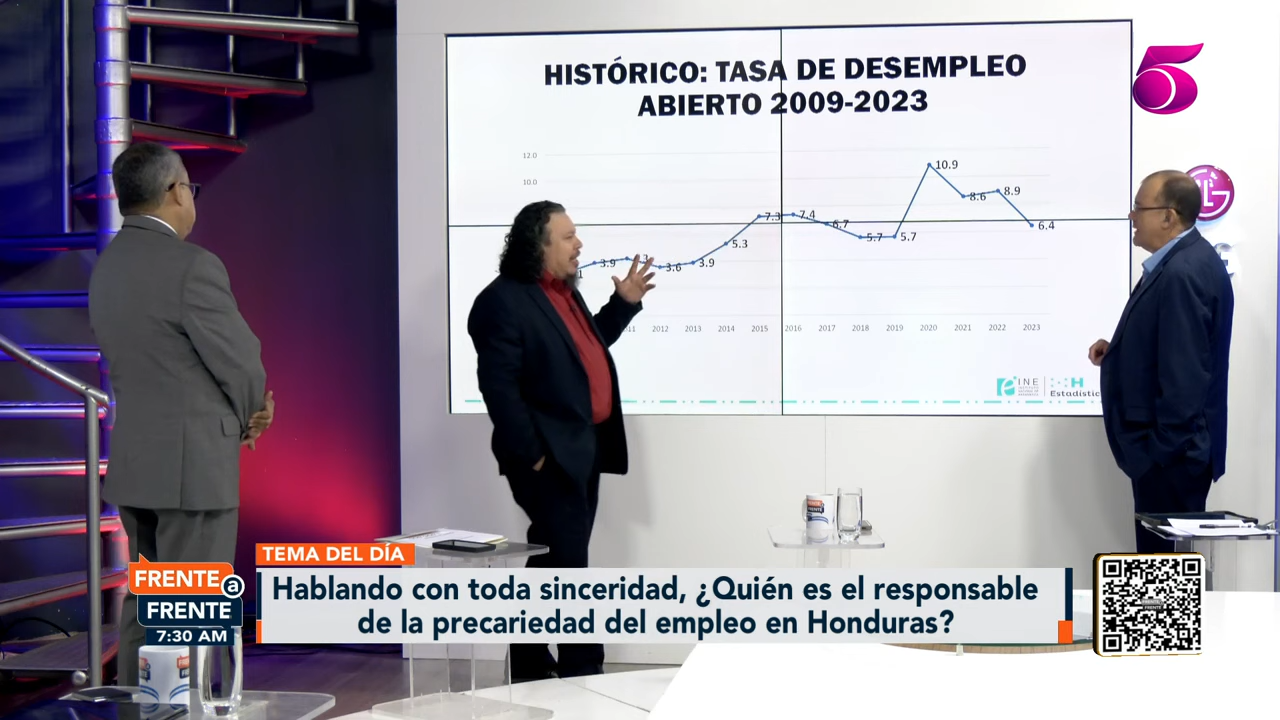 HISTÓRICO: TASA DE DESEMPLEO
ABIERTO 2009-2023
5
LG
12.0
10.0
10.9
8.6
8.9
6.4
7.3
7.4
6.7
5.7
5.7
5.3
3.9
3.6
3.9
2012
2013
2014
2015
2016
2017
2018
2019
2020
2021
2022
2023
INE
Estadístic
FRENTE
FRENTE
TEMA DEL DÍA
FRENTE a
FRENTE
7:30 AM
Hablando con toda sinceridad, ¿Quién es el responsable
de la precariedad del empleo en Honduras?